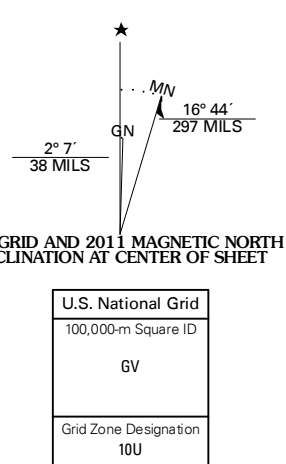 ★
MN
16° 44´
297 MILS
GN
2° 7´
38 MILS
GRID AND 2011 MAGNETIC NORTH
CLINATION AT CENTER OF SHEET
U.S. National Grid
100,000-m Square ID
GV
Grid Zone Designation
10U